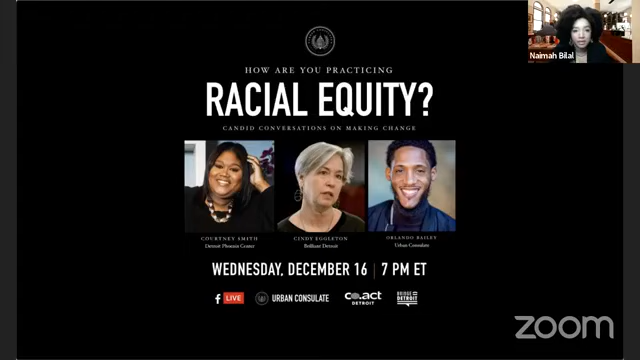 Naimah Bilal
HOW ARE YOU PRACTICING
RACIAL EQUITY?
CANDID CONVERSATIONS ON MAKING CHANGE
COURTNEY SMITH
Detroit Phoenix Center
CINDY EGGLETON
Brilliant Detroit
ORLANDO BAILEY
Urban Consulate
WEDNESDAY, DECEMBER 16 | 7 PM ET
f LIVE
URBAN CONSULATE
co.act
DETROIT
BRIDGE
DETROIT
zoom